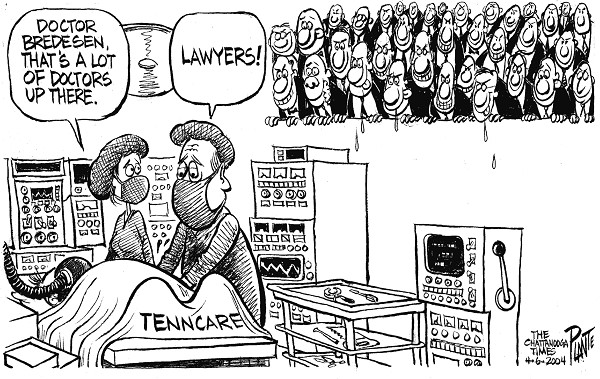 DOCTOR
BREDESEN,
THAT'S A LOT
OF DOCTORS
UP THERE.
LAWYERS!
TENNCARE
THE
CHATTANOOGA
TIMES
4-6-2004
PLANTE